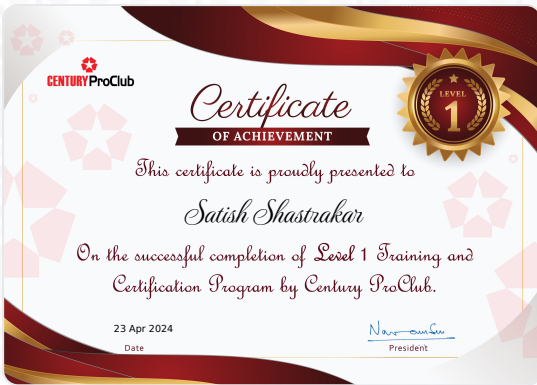 CENTURY ProClub
Certificate
OF ACHIEVEMENT
LEVEL
1
This certificate is proudly presented to
Satish Shastrakar
On the successful completion of Level 1 Training and
Certification Program by Century ProClub.
23 Apr 2024
Date
President